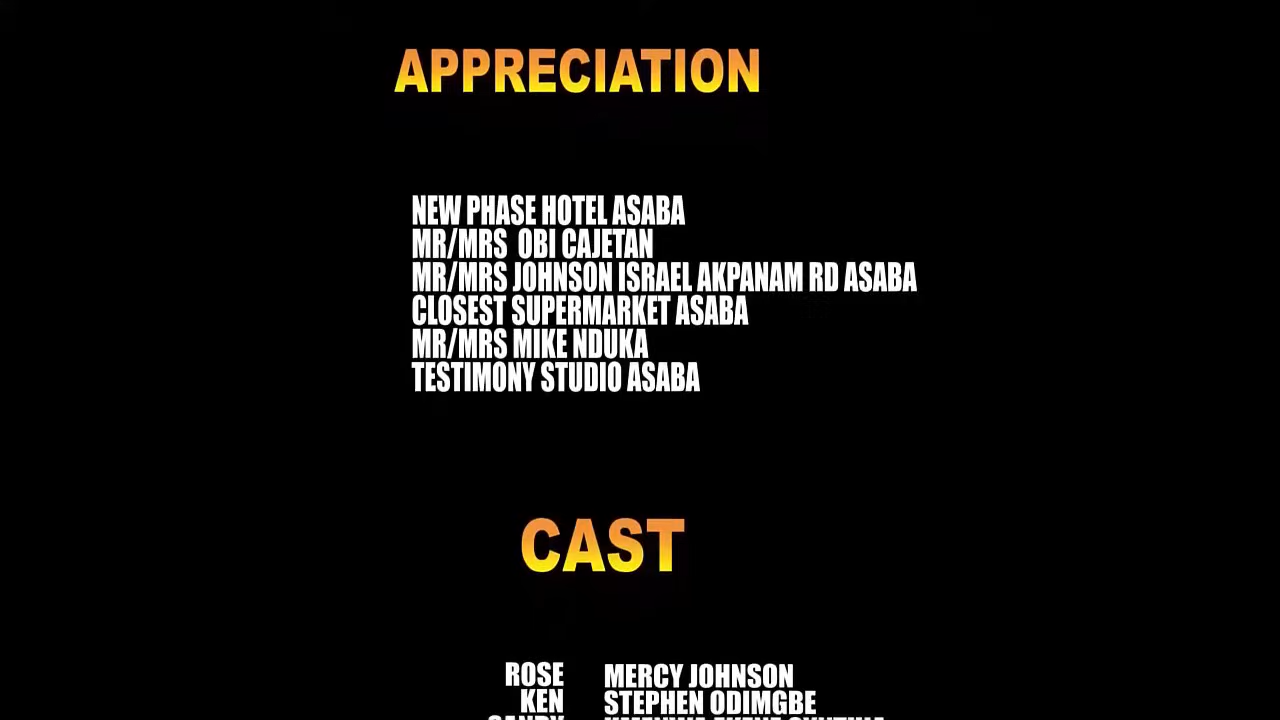 APPRECIATION
NEW PHASE HOTEL ASABA
MR/MRS OBI CAJETAN
MR/MRS JOHNSON ISRAEL AKPANAM RD ASABA
CLOSEST SUPERMARKET ASABA
MR/MRS MIKE NDUKA
TESTIMONY STUDIO ASABA
CAST
ROSE MERCY JOHNSON
KEN STEPHEN ODIMGBE